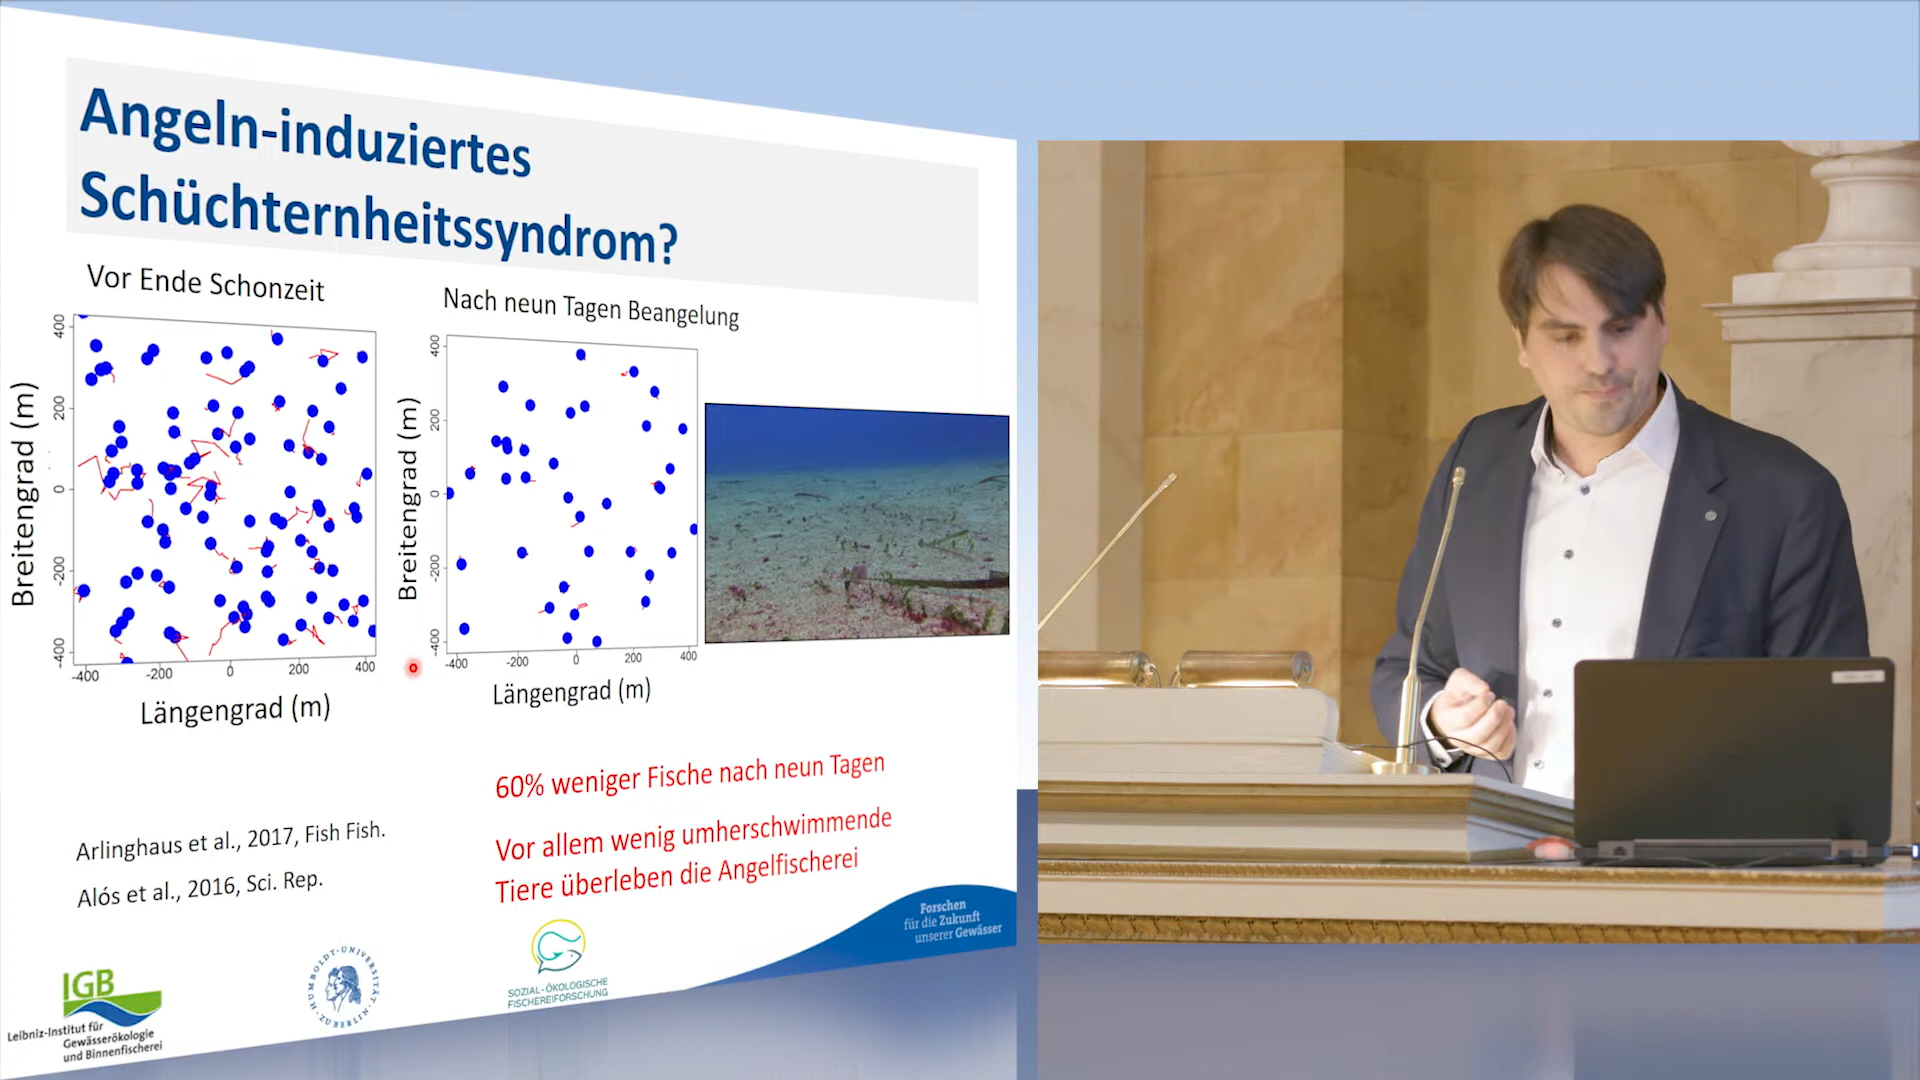 Angeln-induziertes
Schüchternheitssyndrom?
Vor Ende Schonzeit
Nach neun Tagen Beangelung
Breitengrad (m)
400
200
0
-200
-400
-400
-200
0
200
400
Längengrad (m)
Breitengrad (m)
400
200
0
-200
-400
-400
-200
0
200
400
Längengrad (m)
60% weniger Fische nach neun Tagen
Vor allem wenig umherschwimmende
Tiere überleben die Angelfischerei
Arlinghaus et al., 2017, Fish Fish.
Alós et al., 2016, Sci. Rep.
Forschen
für die Zukunft
unserer Gewässer
IGB
Leibniz-Institut für
Gewässerökologie
und Binnenfischerei
HUMBOLDT-UNIVERSITÄT
ZU BERLIN
SOZIAL-ÖKOLOGISCHE
FISCHEREIFORSCHUNG